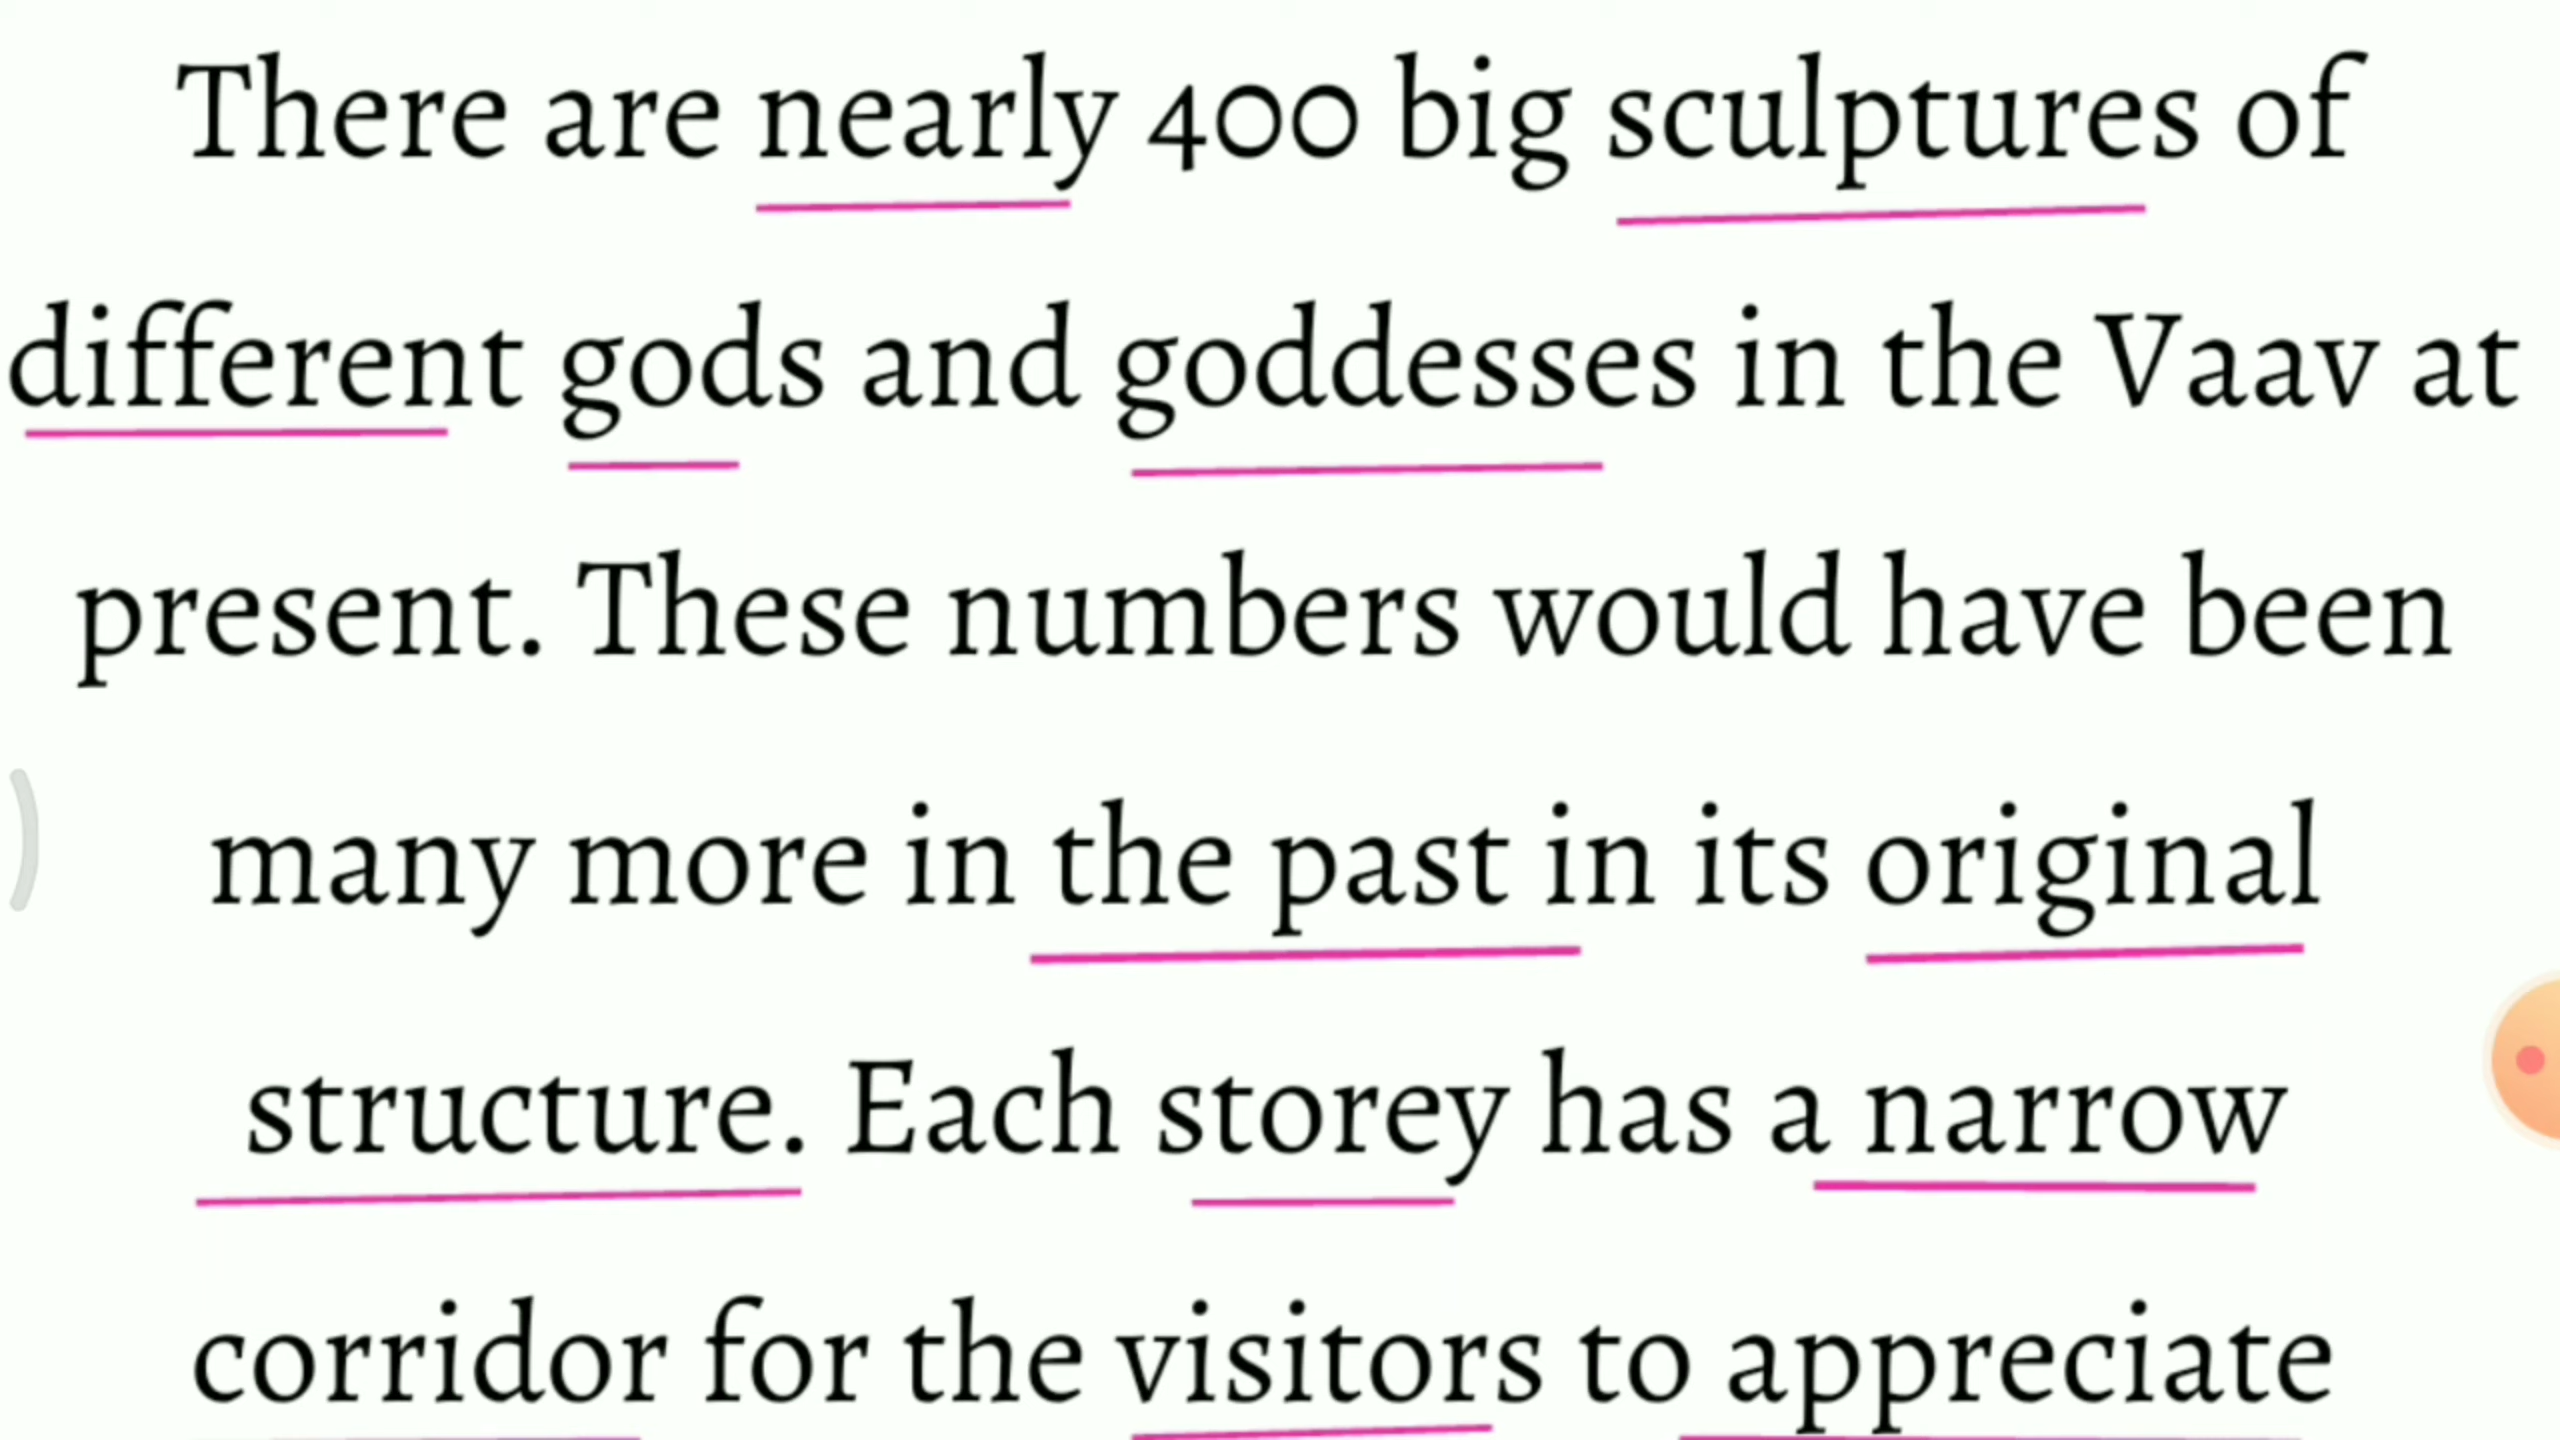 There are nearly 400 big sculptures of
different gods and goddesses in the Vaav at
present. These numbers would have been
many more in the past in its original
structure. Each storey has a narrow
corridor for the visitors to appreciate